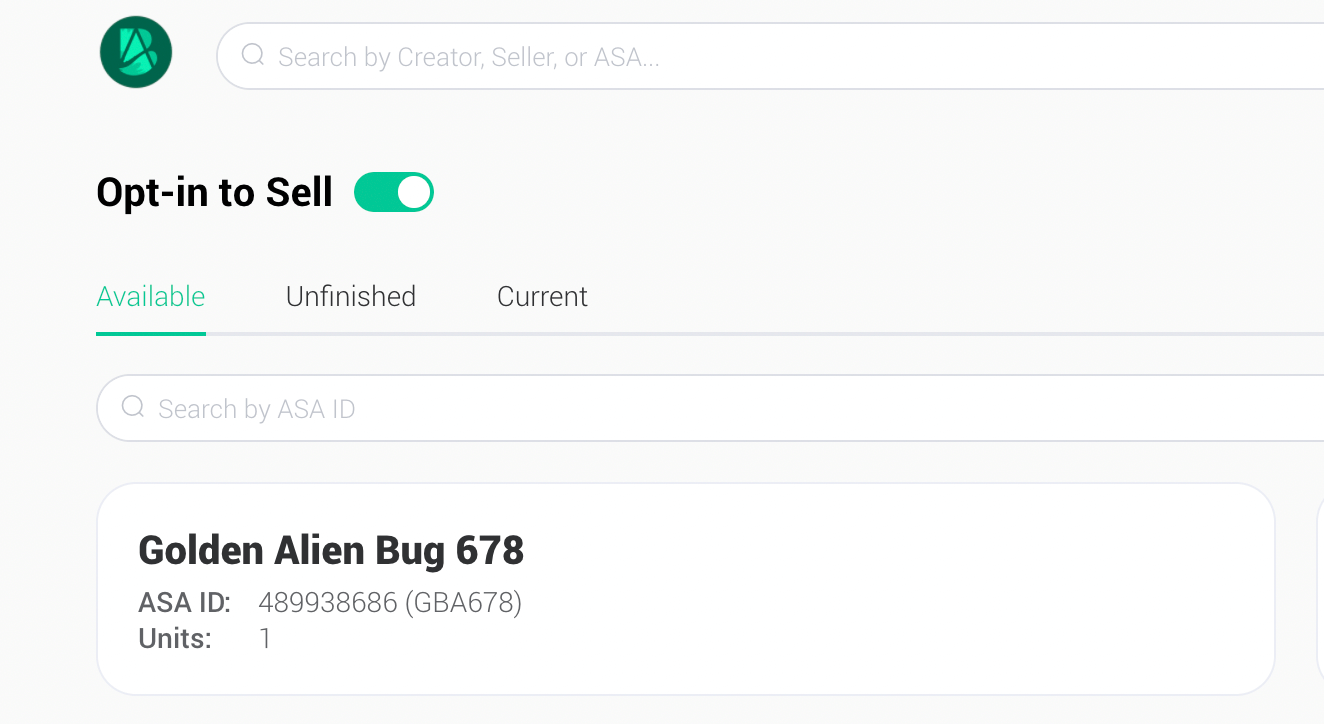 Search by Creator, Seller, or ASA...
Opt-in to Sell
Available Unfinished Current
Search by ASA ID
Golden Alien Bug 678
ASA ID: 489938686 (GBA678)
Units: 1